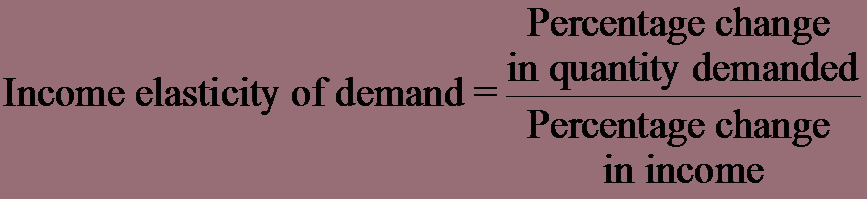 Percentage change
in quantity demanded
Income elasticity of demand =
Percentage change
in income